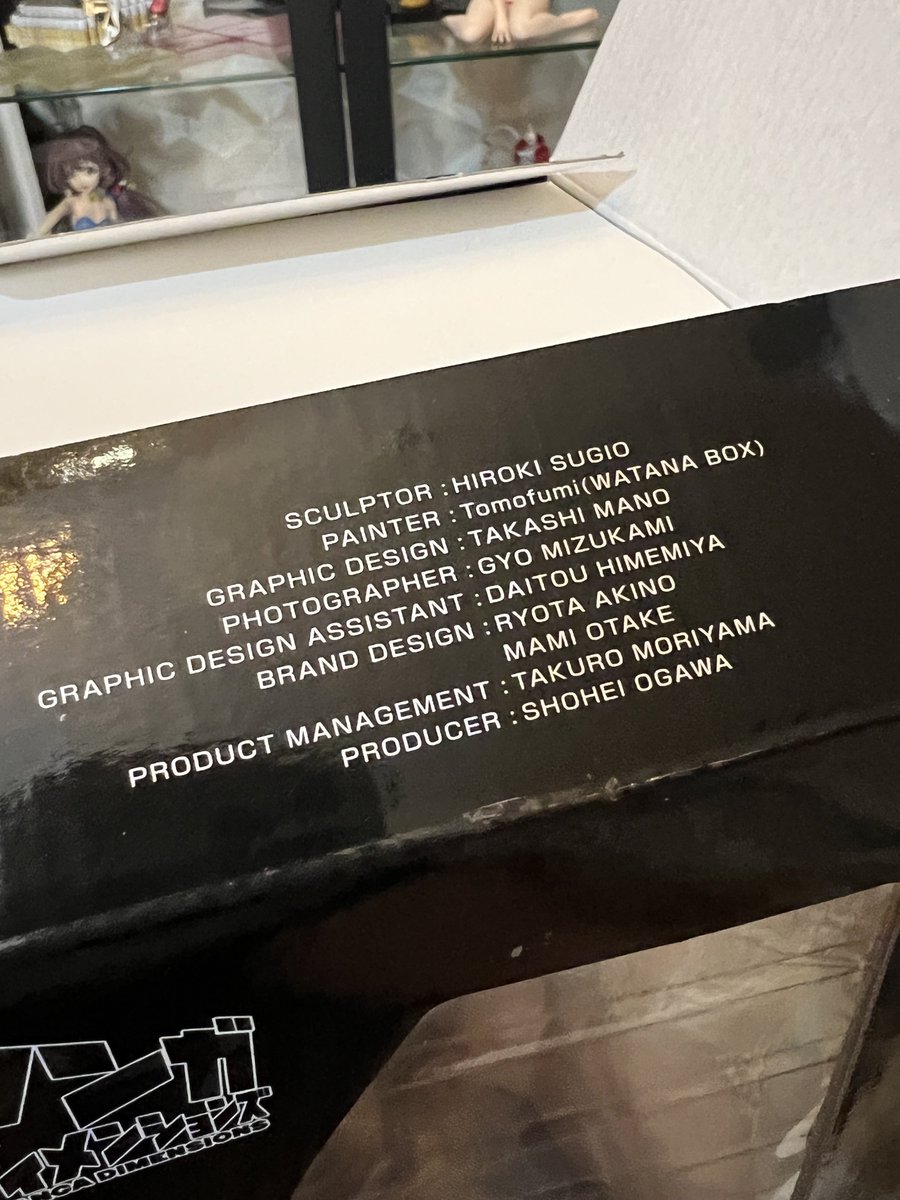 SCULPTOR : HIROKI SUGIO
PAINTER : Tomofumi(WATANA BOX)
GRAPHIC DESIGN : TAKASHI MANO
PHOTOGRAPHER : GYO MIZUKAMI
GRAPHIC DESIGN ASSISTANT : DAITOU HIMEMIYA
BRAND DESIGN : RYOTA AKINO
MAMI OTAKE
PRODUCT MANAGEMENT : TAKURO MORIYAMA
PRODUCER : SHOHEI OGAWA
DIMENSIONS